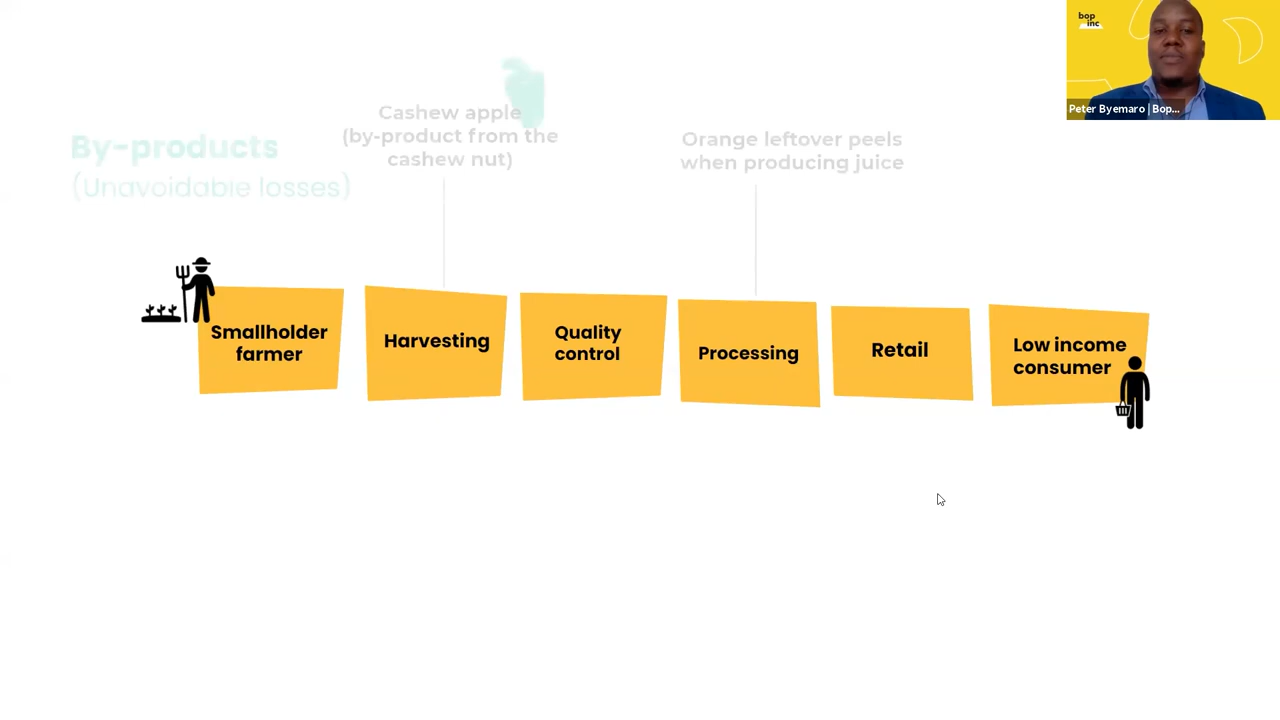 bop
inc
Peter Byemaro | Bop...
Cashew apple
(by-product from the
cashew nut)
By-products
(Unavoidable losses)
Orange leftover peels
when producing juice
Smallholder
farmer
Harvesting
Quality
control
Processing
Retail
Low income
consumer